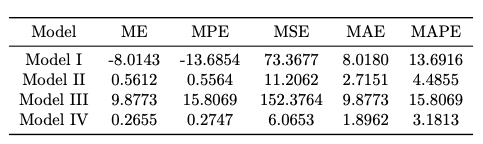 Model ME MPE MSE MAE MAPE
Model I -8.0143 -13.6854 73.3677 8.0180 13.6916
Model II 0.5612 0.5564 11.2062 2.7151 4.4855
Model III 9.8773 15.8069 152.3764 9.8773 15.8069
Model IV 0.2655 0.2747 6.0653 1.8962 3.1813